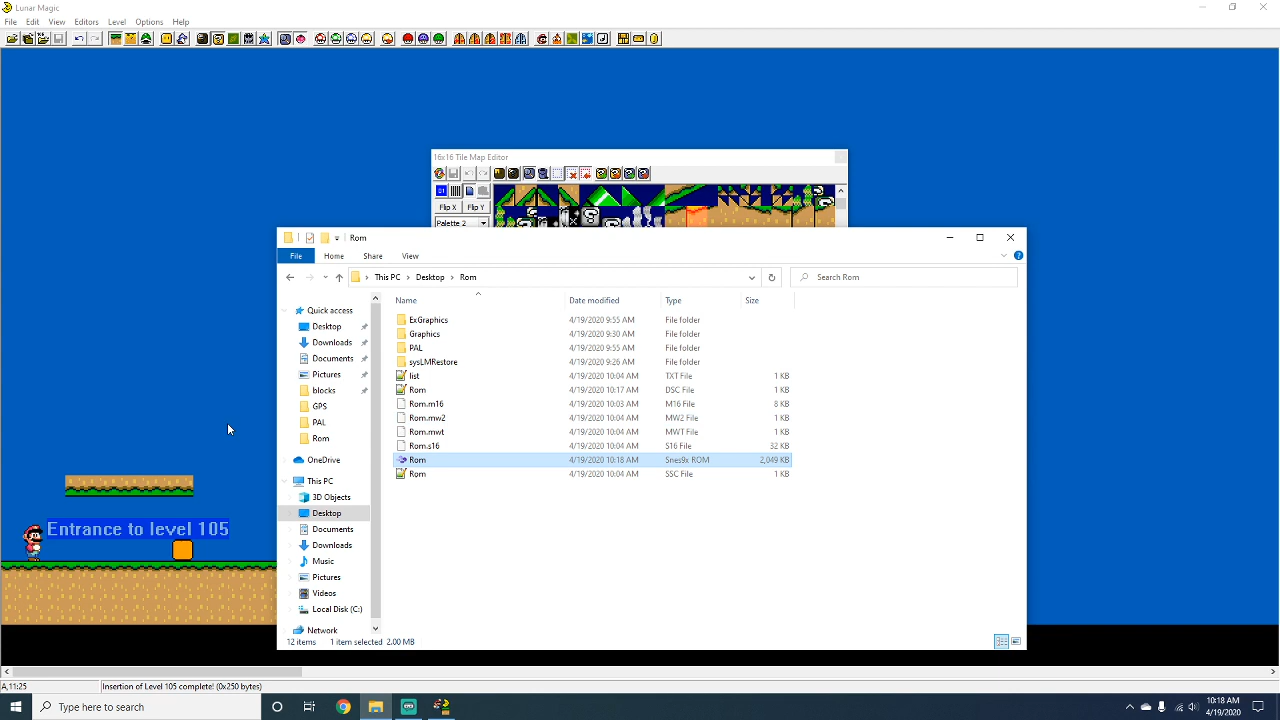 Lunar Magic
File Edit View Editors Level Options Help
16x16 Tile Map Editor
Flip X Flip Y
Palette 2
Rom
File Home Share View
This PC > Desktop > Rom
Search Rom
Name Date modified Type Size
Quick access
Desktop
Downloads
Documents
Pictures
blocks
GPS
PAL
Rom
OneDrive
This PC
3D Objects
Desktop
Documents
Downloads
Music
Pictures
Videos
Local Disk (C:)
Network
ExGraphics 4/19/2020 9:55 AM File folder
Graphics 4/19/2020 9:30 AM File folder
PAL 4/19/2020 9:55 AM File folder
sysLMRestore 4/19/2020 9:26 AM File folder
list 4/19/2020 10:04 AM TXT File 1 KB
Rom 4/19/2020 10:17 AM DSC File 1 KB
Rom.m16 4/19/2020 10:03 AM M16 File 8 KB
Rom.mw2 4/19/2020 10:04 AM MW2 File 1 KB
Rom.mwt 4/19/2020 10:04 AM MWT File 1 KB
Rom.s16 4/19/2020 10:04 AM S16 File 32 KB
Rom 4/19/2020 10:18 AM Snes9x ROM 2,049 KB
Rom 4/19/2020 10:04 AM SSC File 1 KB
12 items 1 item selected 2.00 MB
Entrance to level 105
A,11:25 Insertion of Level 105 complete! (0x250 bytes)
Type here to search
10:18 AM
4/19/2020